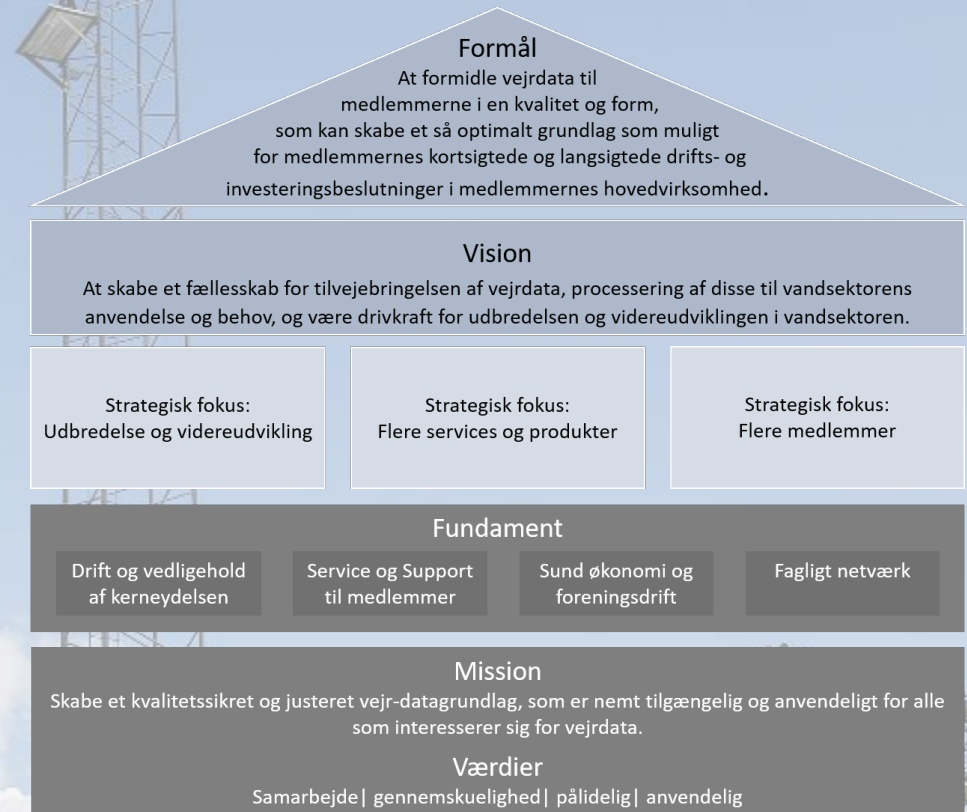 Formål
At formidle vejrdata til
medlemmerne i en kvalitet og form,
som kan skabe et så optimalt grundlag som muligt
for medlemmernes kortsigtede og langsigtede drifts- og
investeringsbeslutninger i medlemmernes hovedvirksomhed.
Vision
At skabe et fællesskab for tilvejebringelsen af vejrdata, processering af disse til vandsektorens
anvendelse og behov, og være drivkraft for udbredelsen og videreudviklingen i vandsektoren.
Strategisk fokus:
Udbredelse og videreudvikling
Strategisk fokus:
Flere services og produkter
Strategisk fokus:
Flere medlemmer
Fundament
Drift og vedligehold
af kerneydelsen
Service og Support
til medlemmer
Sund økonomi og
foreningsdrift
Fagligt netværk
Mission
Skabe et kvalitetssikret og justeret vejr-datagrundlag, som er nemt tilgængelig og anvendeligt for alle
som interesserer sig for vejrdata.
Værdier
Samarbejde| gennemskuelighed| pålidelig| anvendelig